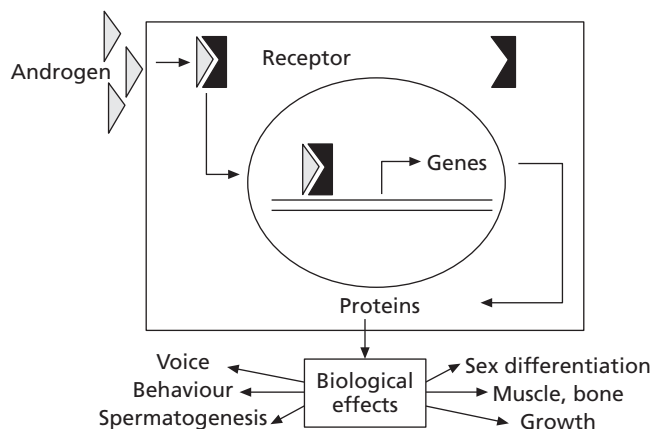 Androgen
Receptor
Genes
Proteins
Biological
effects
Voice
Behaviour
Spermatogenesis
Sex differentiation
Muscle, bone
Growth